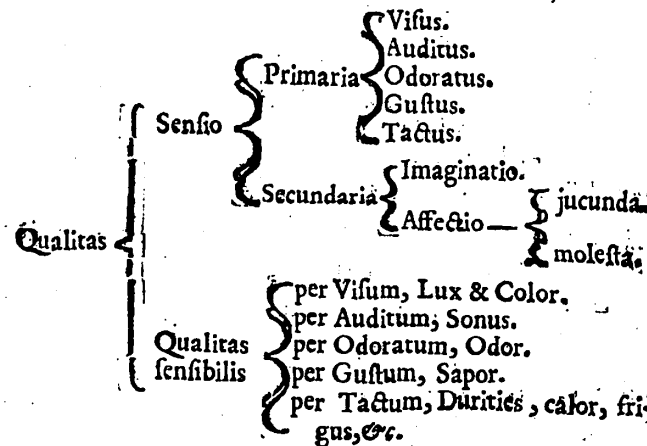 Viſus.
Auditus.
Primaria Odoratus.
Guſtus.
Senſio
Tactus.
Imaginatio.
Secundaria
jucunda.
Affectio —
Qualitas
moleſta.
per Viſum, Lux & Color.
per Auditum, Sonus.
Qualitas
ſenſibilis
per Odoratum, Odor.
per Guſtum, Sapor.
per Tactum, Durities, calor, fri-
gus, &c.